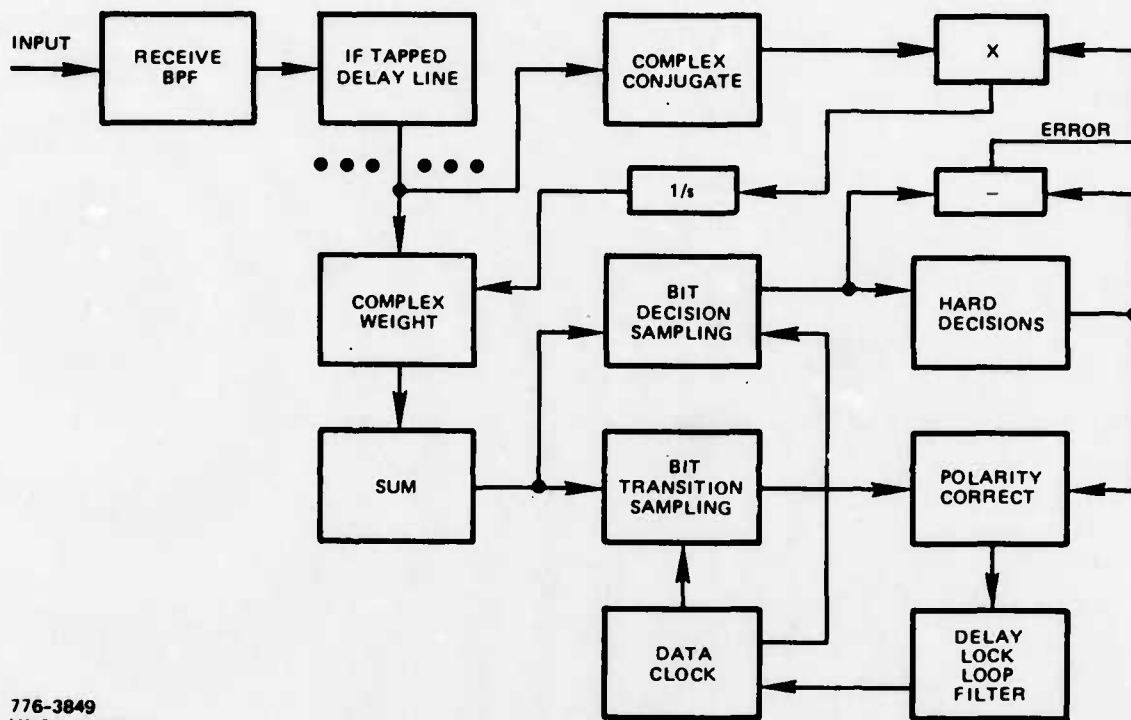 INPUT
RECEIVE
BPF
IF TAPPED
DELAY LINE
COMPLEX
CONJUGATE
X
ERROR
1/s
–
COMPLEX
WEIGHT
BIT
DECISION
SAMPLING
HARD
DECISIONS
SUM
BIT
TRANSITION
SAMPLING
POLARITY
CORRECT
DATA
CLOCK
DELAY
LOCK
LOOP
FILTER
776-3849